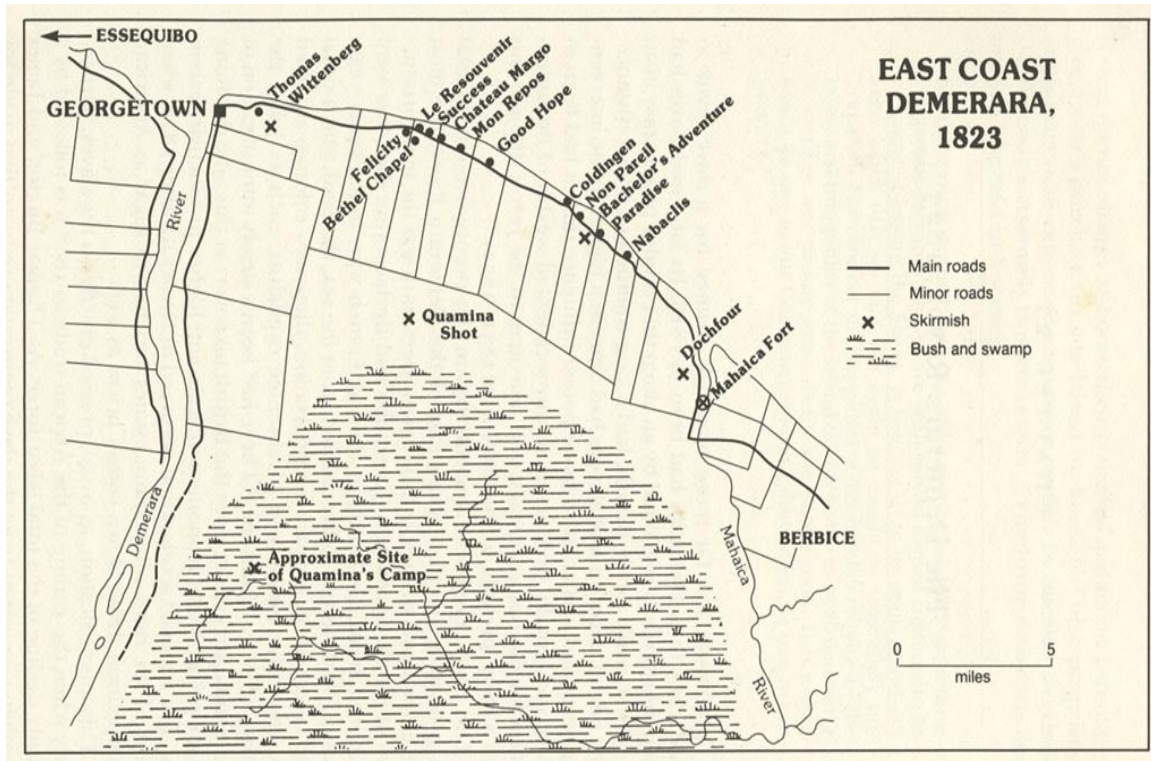 ESSEQUIBO
EAST COAST
DEMERARA,
1823
GEORGETOWN
Thomas
Wittenberg
Le Resouvenir
Success
Chateau Margo
Mon Repos
Good Hope
Felicity
Bethel Chapel
Coldingen
Non Pareil
Bachelor's Adventure
Paradise
Nabaclis
River
Main roads
Minor roads
Skirmish
Bush and swamp
Quamina
Shot
Dochfour
Mahaica Fort
Demerara
Approximate Site
of Quamina's Camp
BERBICE
Mahaica
River
0 5
miles